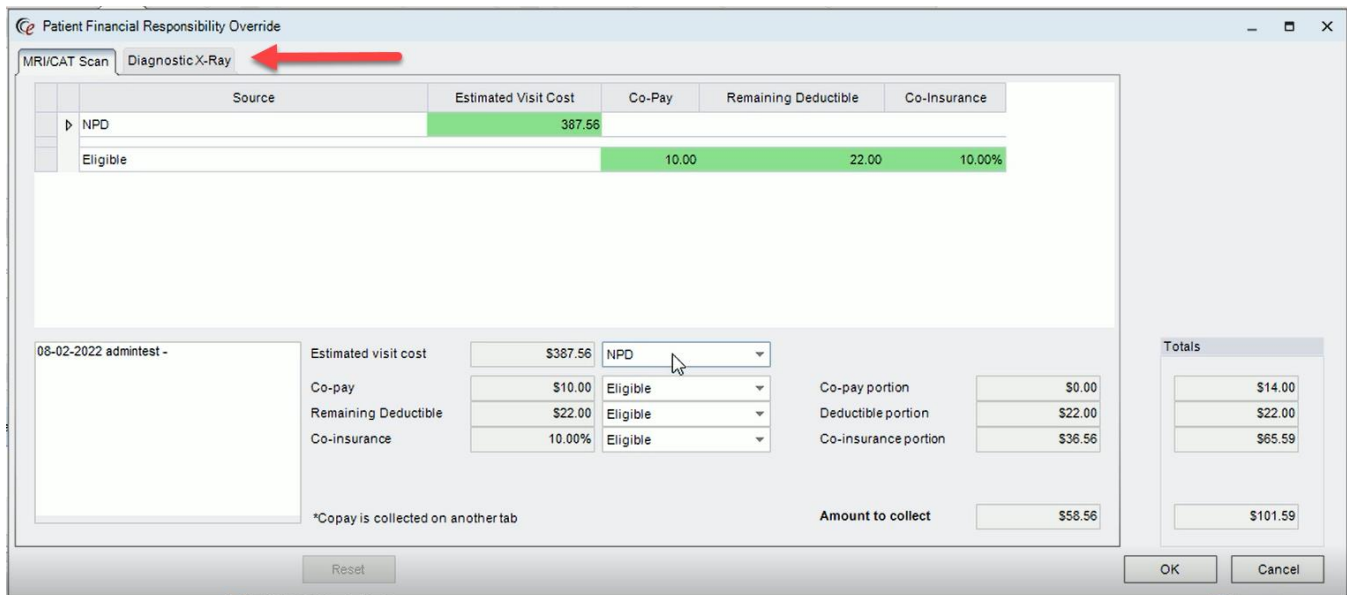 Patient Financial Responsibility Override
MRI/CAT Scan Diagnostic X-Ray
Source Estimated Visit Cost Co-Pay Remaining Deductible Co-Insurance
NPD 387.56
Eligible 10.00 22.00 10.00%
08-02-2022 admintest -
Estimated visit cost $387.56 NPD
Totals
Co-pay $10.00 Eligible Co-pay portion $0.00 $14.00
Remaining Deductible $22.00 Eligible Deductible portion $22.00 $22.00
Co-insurance 10.00% Eligible Co-insurance portion $36.56 $65.59
*Copay is collected on another tab Amount to collect $58.56 $101.59
Reset OK Cancel